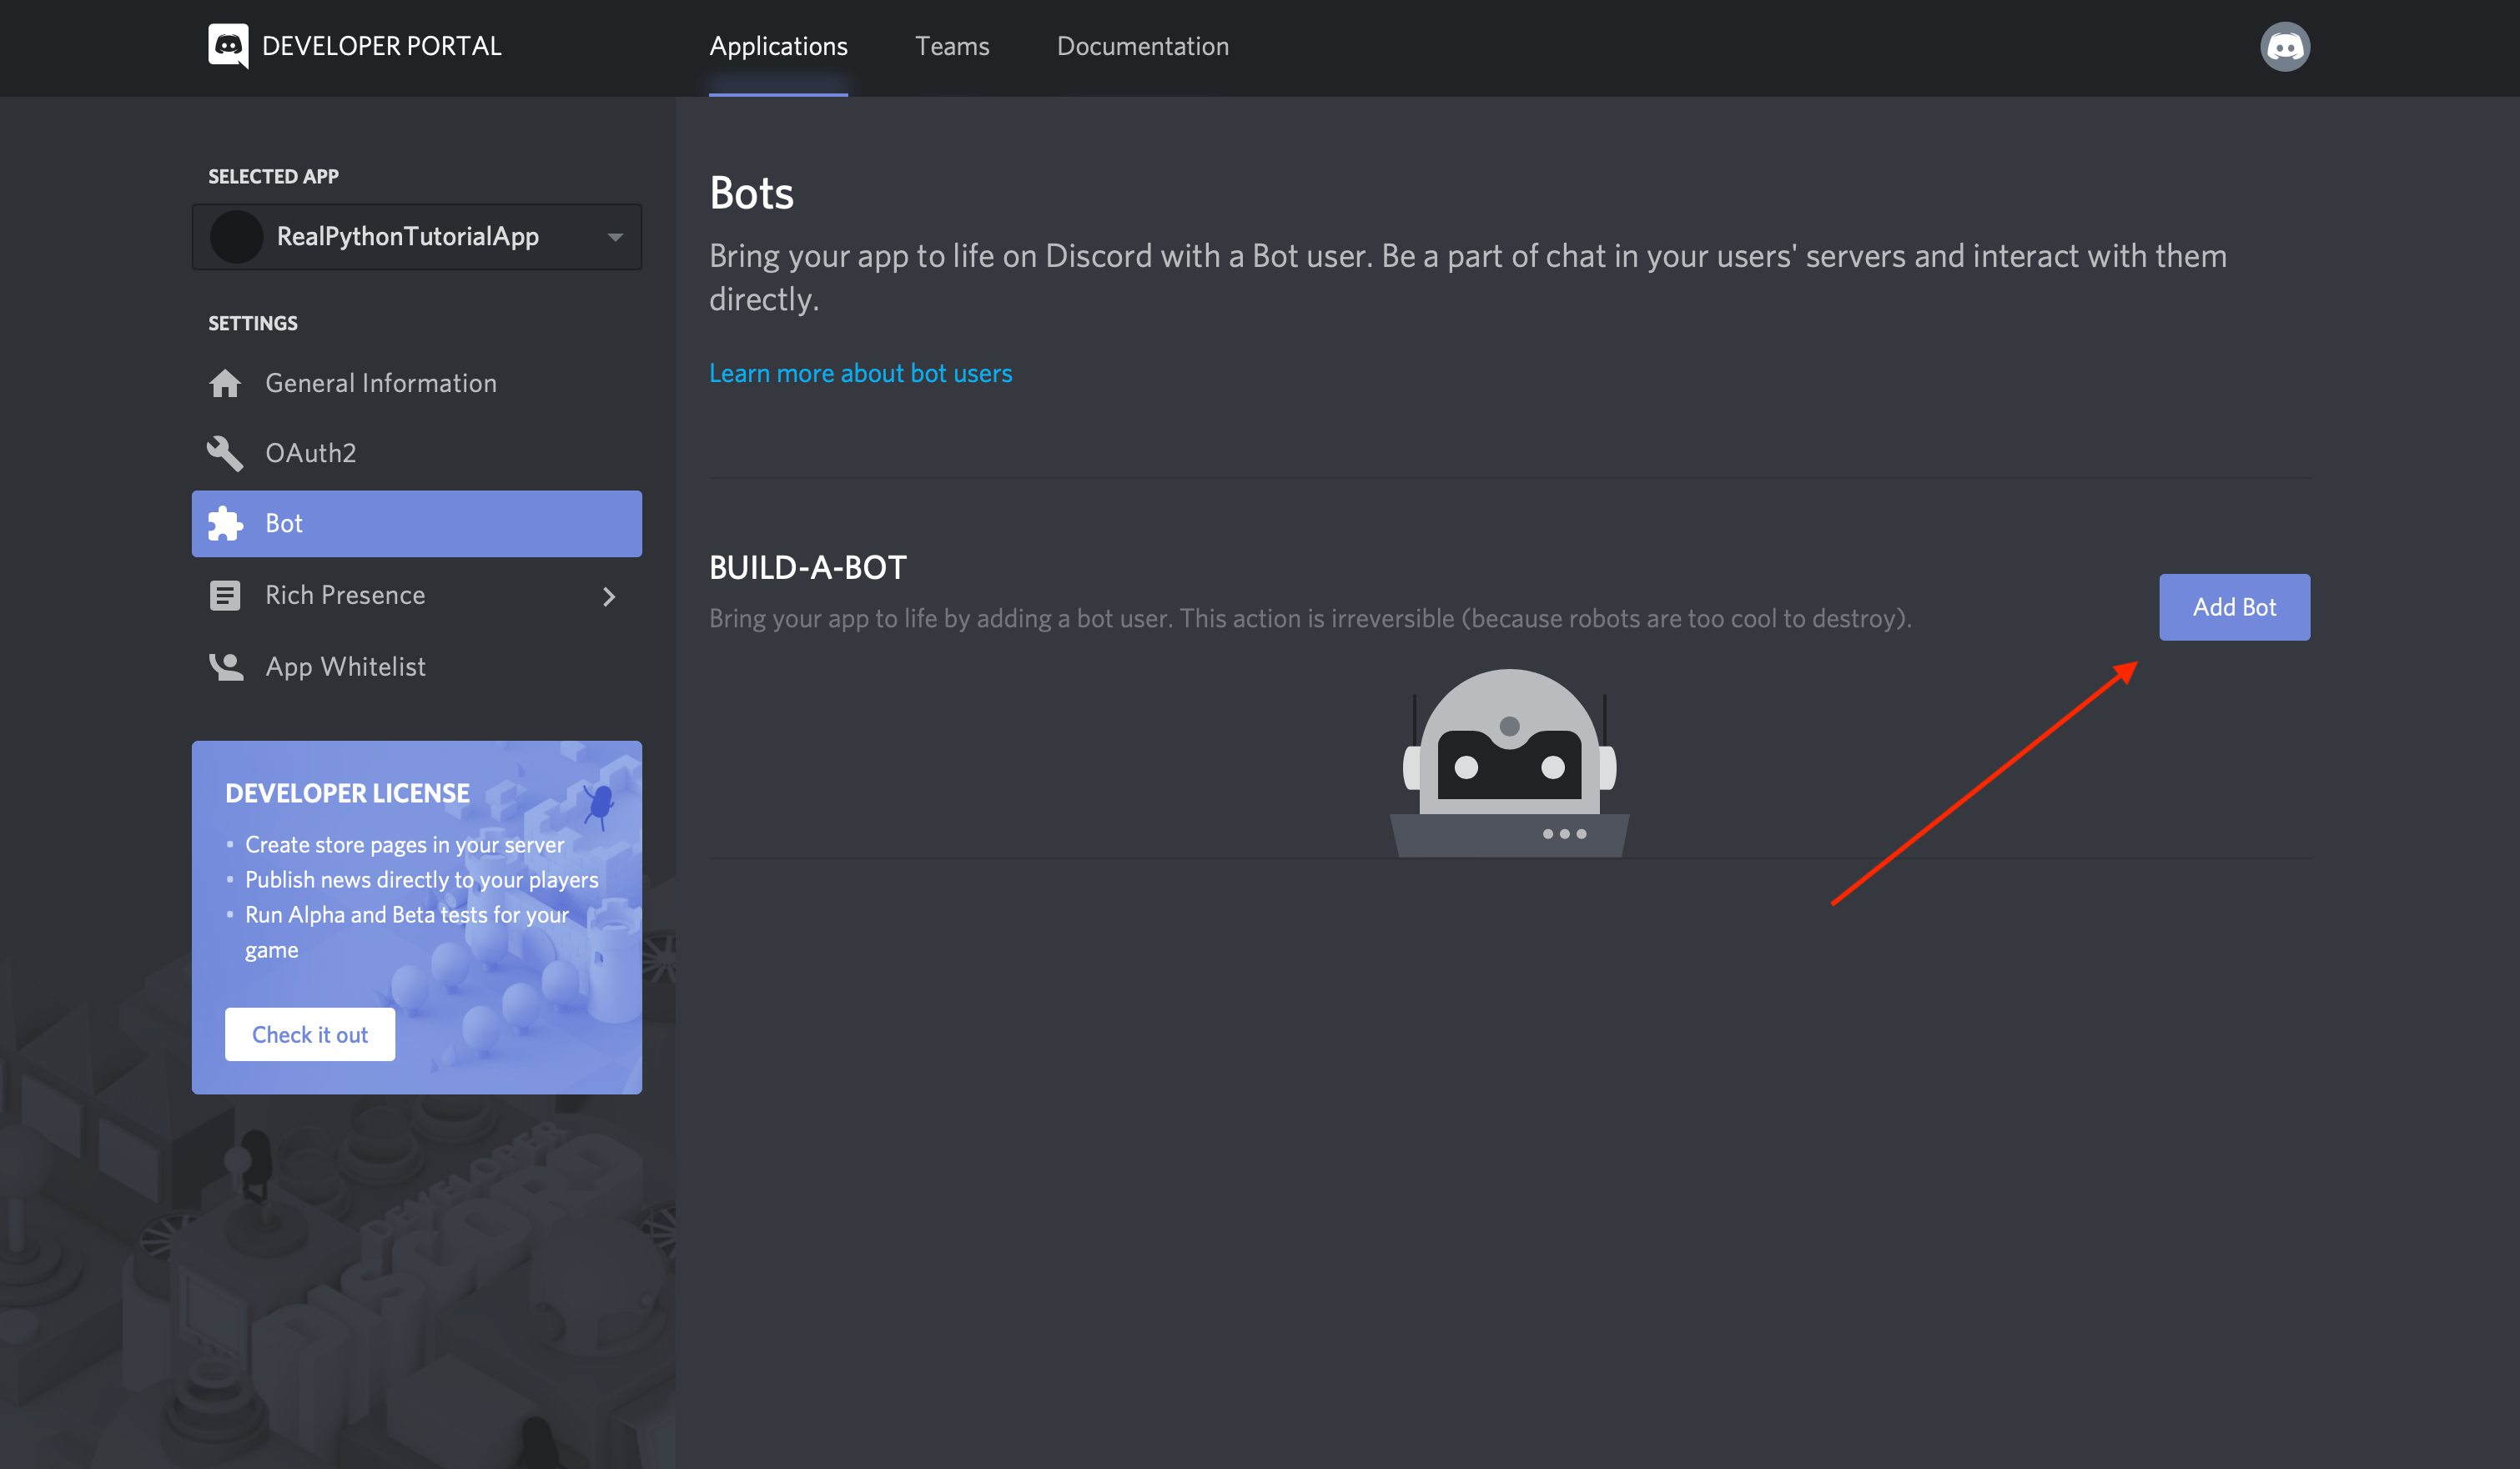 DEVELOPER PORTAL
Applications
Teams
Documentation
SELECTED APP
RealPythonTutorialApp
SETTINGS
General Information
OAuth2
Bot
Rich Presence
App Whitelist
DEVELOPER LICENSE
Create store pages in your server
Publish news directly to your players
Run Alpha and Beta tests for your
game
Check it out
Bots
Bring your app to life on Discord with a Bot user. Be a part of chat in your users' servers and interact with them
directly.
Learn more about bot users
BUILD-A-BOT
Bring your app to life by adding a bot user. This action is irreversible (because robots are too cool to destroy).
Add Bot